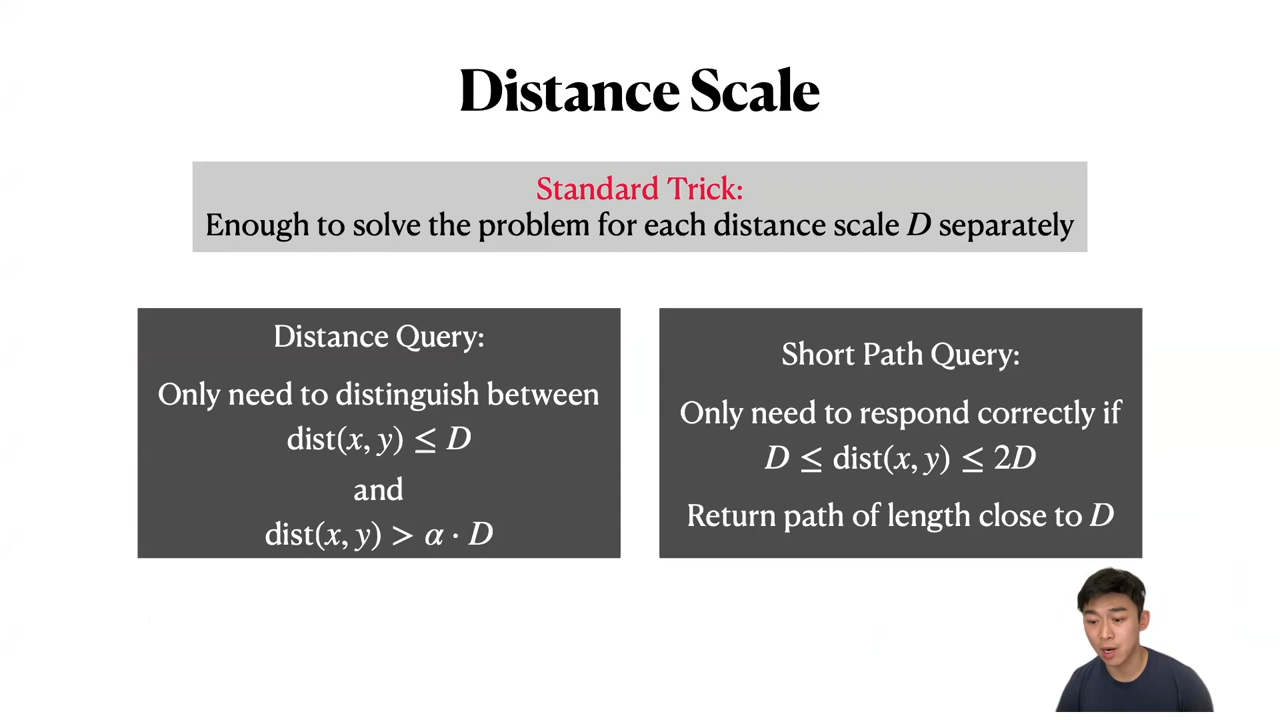 Distance Scale
Standard Trick:
Enough to solve the problem for each distance scale D separately
Distance Query:
Only need to distinguish between
dist(x, y) ≤ D
and
dist(x, y) > α · D
Short Path Query:
Only need to respond correctly if
D ≤ dist(x, y) ≤ 2D
Return path of length close to D